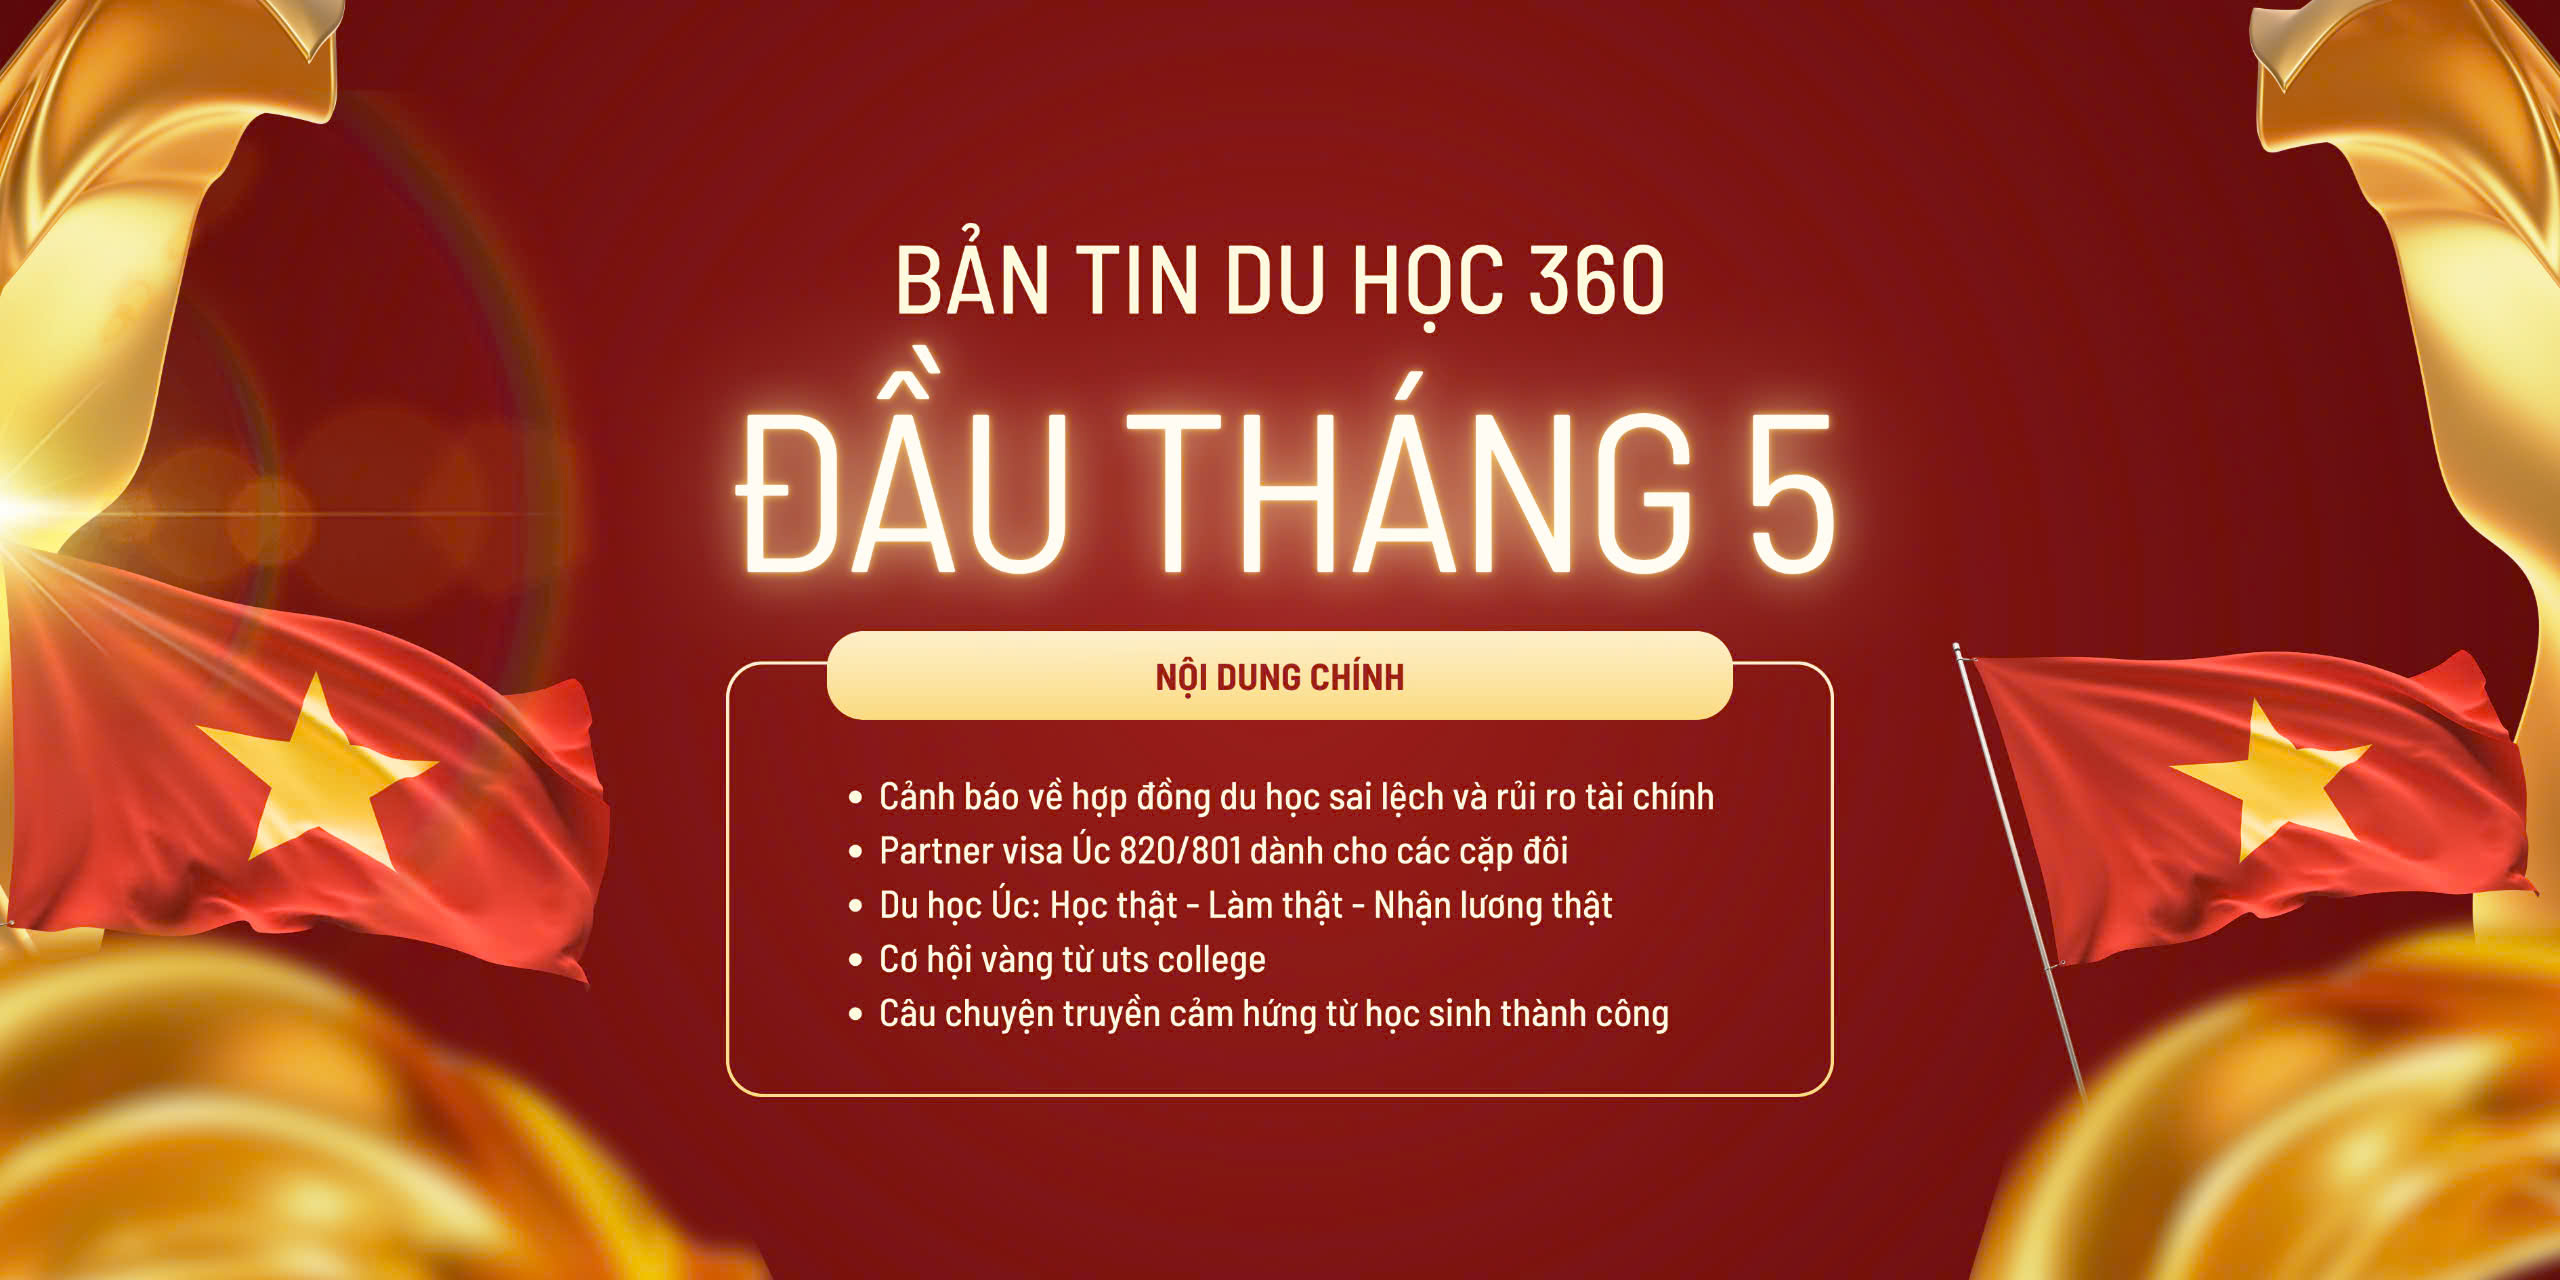 BẢN TIN DU HỌC 360
ĐẦU THÁNG 5
NỘI DUNG CHÍNH
• Cảnh báo về hợp đồng du học sai lệch và rủi ro tài chính
• Partner visa Úc 820/801 dành cho các cặp đôi
• Du học Úc: Học thật - Làm thật - Nhận lương thật
• Cơ hội vàng từ uts college
• Câu chuyện truyền cảm hứng từ học sinh thành công